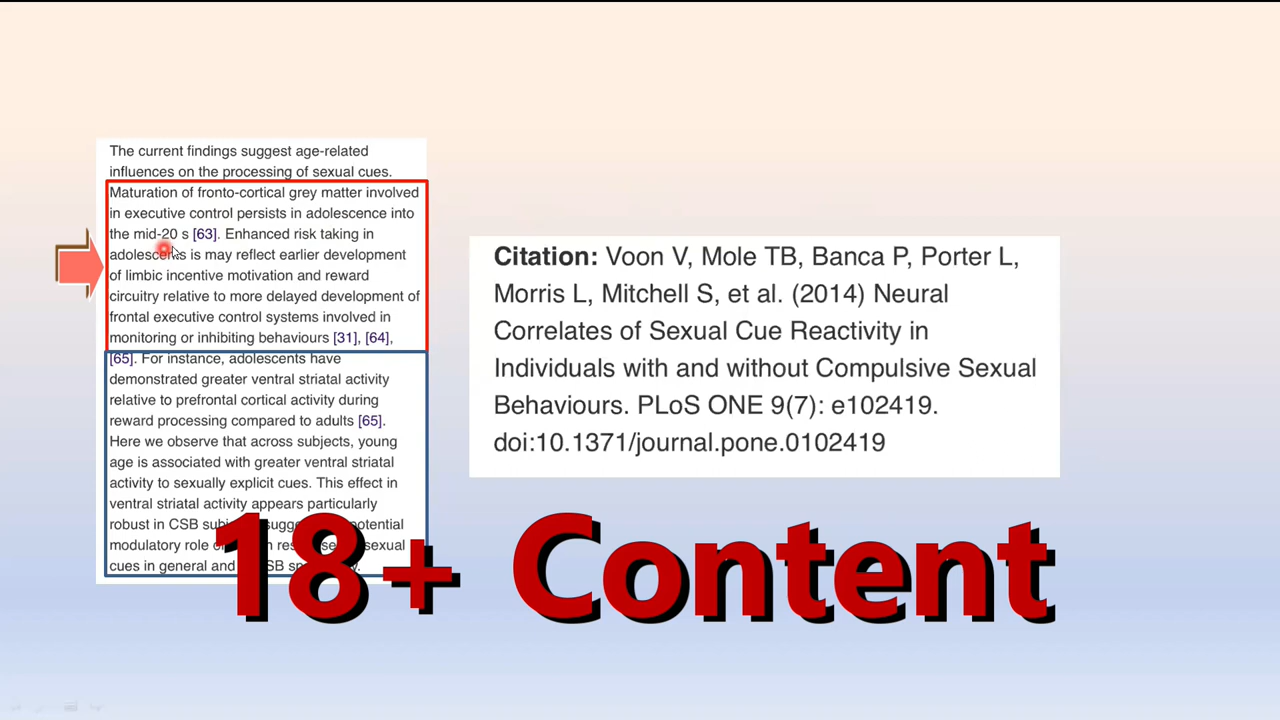 The current findings suggest age-related
influences on the processing of sexual cues.
Maturation of fronto-cortical grey matter involved
in executive control persists in adolescence into
the mid-20 s [63]. Enhanced risk taking in
adolescents is may reflect earlier development
of limbic incentive motivation and reward
circuitry relative to more delayed development of
frontal executive control systems involved in
monitoring or inhibiting behaviours [31], [64],
[65]. For instance, adolescents have
demonstrated greater ventral striatal activity
relative to prefrontal cortical activity during
reward processing compared to adults [65].
Here we observe that across subjects, young
age is associated with greater ventral striatal
activity to sexually explicit cues. This effect in
ventral striatal activity appears particularly
robust in CSB potential
modulatory role sexual
cues in general and
Citation: Voon V, Mole TB, Banca P, Porter L,
Morris L, Mitchell S, et al. (2014) Neural
Correlates of Sexual Cue Reactivity in
Individuals with and without Compulsive Sexual
Behaviours. PLoS ONE 9(7): e102419.
doi:10.1371/journal.pone.0102419
18+ Content